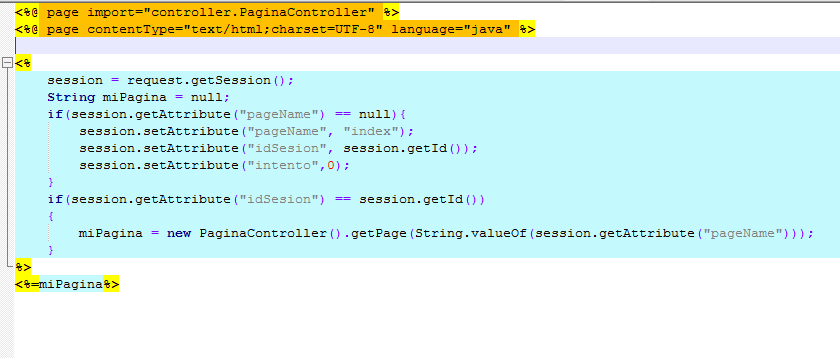 <%@ page import="controller.PaginaController" %>
<%@ page contentType="text/html;charset=UTF-8" language="java" %>
<%
    session = request.getSession();
    String miPagina = null;
    if(session.getAttribute("pageName") == null){
        session.setAttribute("pageName", "index");
        session.setAttribute("idSesion", session.getId());
        session.setAttribute("intento",0);
    }
    if(session.getAttribute("idSesion") == session.getId())
    {
        miPagina = new PaginaController().getPage(String.valueOf(session.getAttribute("pageName")));
    }
%>
<%=miPagina%>